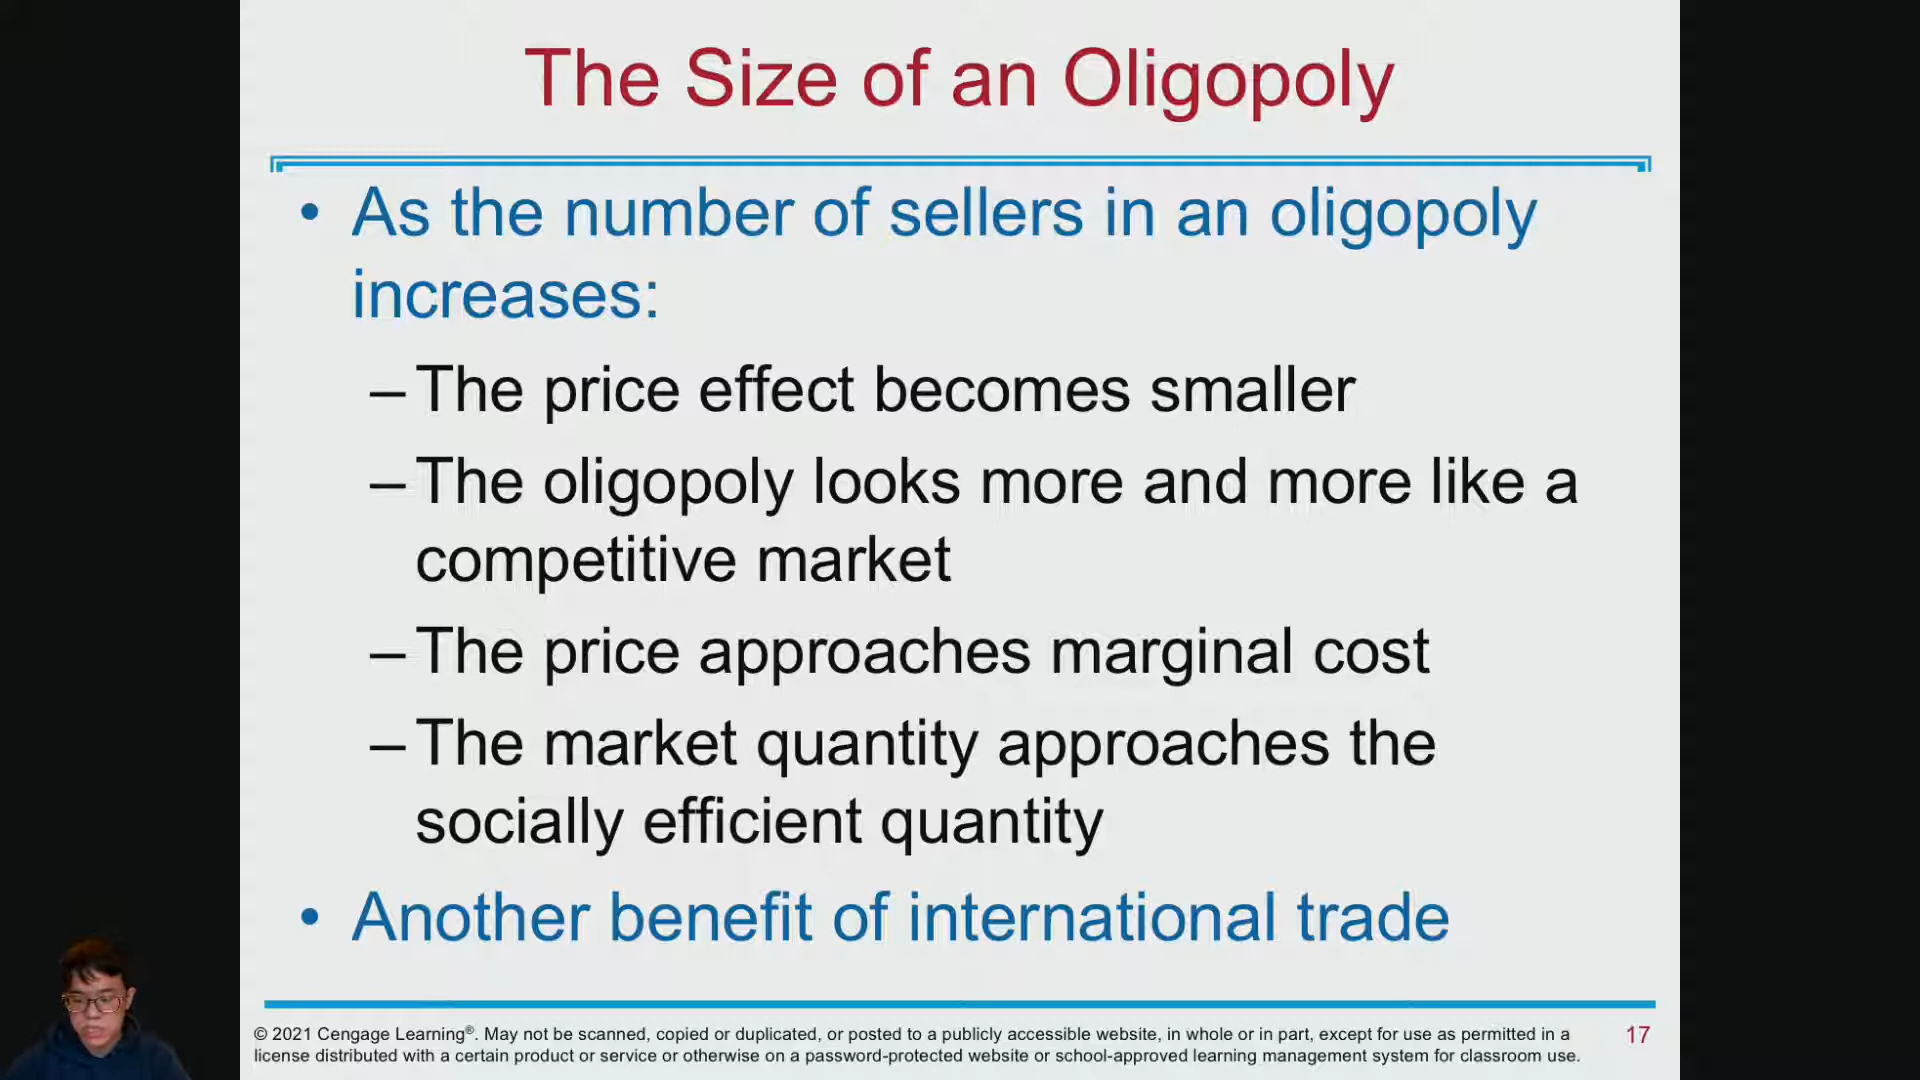 The Size of an Oligopoly
• As the number of sellers in an oligopoly
increases:
– The price effect becomes smaller
– The oligopoly looks more and more like a
competitive market
– The price approaches marginal cost
– The market quantity approaches the
socially efficient quantity
• Another benefit of international trade
© 2021 Cengage Learning®. May not be scanned, copied or duplicated, or posted to a publicly accessible website, in whole or in part, except for use as permitted in a
license distributed with a certain product or service or otherwise on a password-protected website or school-approved learning management system for classroom use.
17